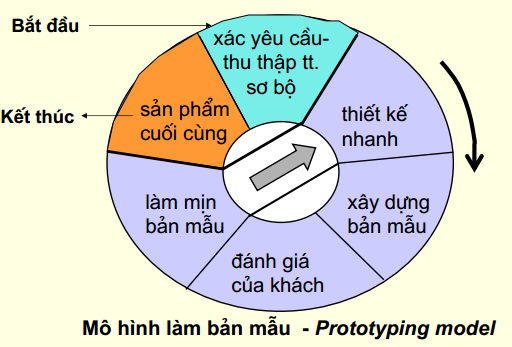 Bắt đầu
xác yêu cầu-
thu thập tt.
sơ bộ
Kết thúc
sản phẩm
cuối cùng
thiết kế
nhanh
làm mịn
bản mẫu
xây dựng
bản mẫu
đánh giá
của khách
Mô hình làm bản mẫu - Prototyping model